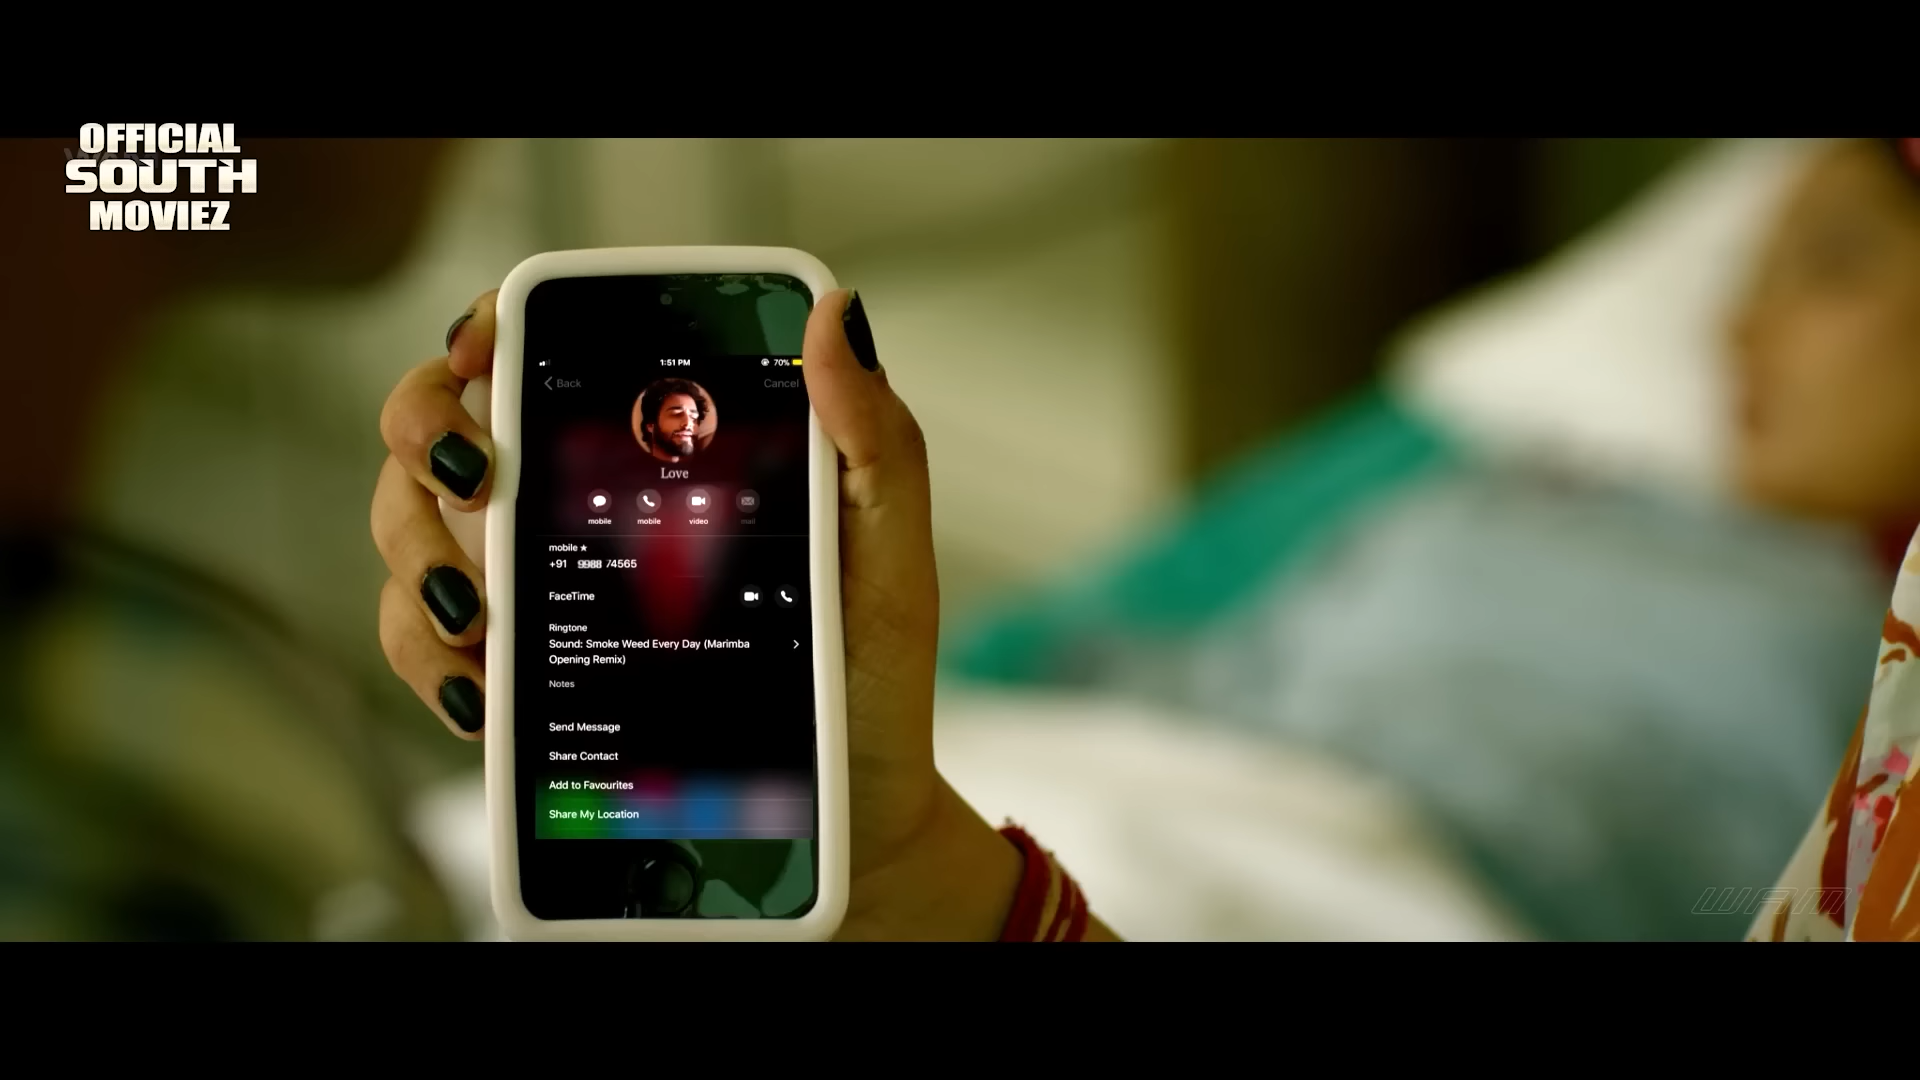 OFFICIAL
SOUTH
MOVIEZ
1:51 PM
70%
Back
Cancel
Love
mobile
mobile
video
mail
mobile ★
+91 9988 74565
FaceTime
Ringtone
Sound: Smoke Weed Every Day (Marimba
Opening Remix)
Notes
Send Message
Share Contact
Add to Favourites
Share My Location
WAM